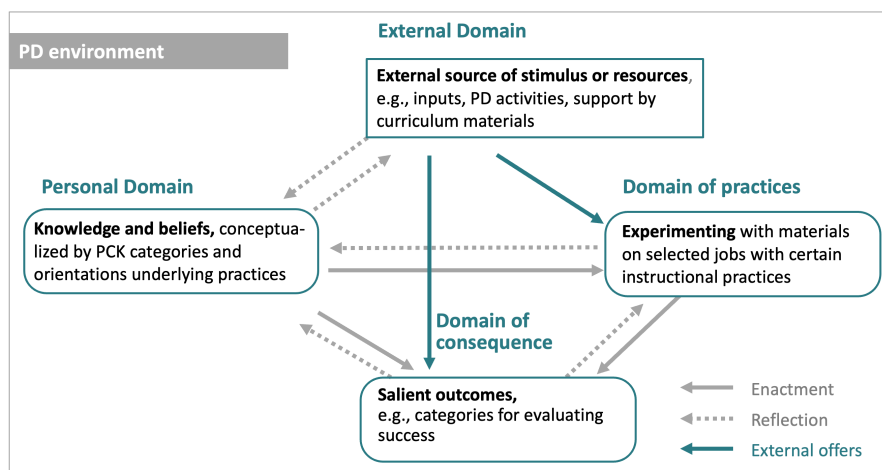 External Domain
PD environment
External source of stimulus or resources,
e.g., inputs, PD activities, support by
curriculum materials
Personal Domain
Domain of practices
Knowledge and beliefs, conceptua-
lized by PCK categories and
orientations underlying practices
Experimenting with materials
on selected jobs with certain
instructional practices
Domain of
consequence
Salient outcomes,
e.g., categories for evaluating
success
Enactment
Reflection
External offers